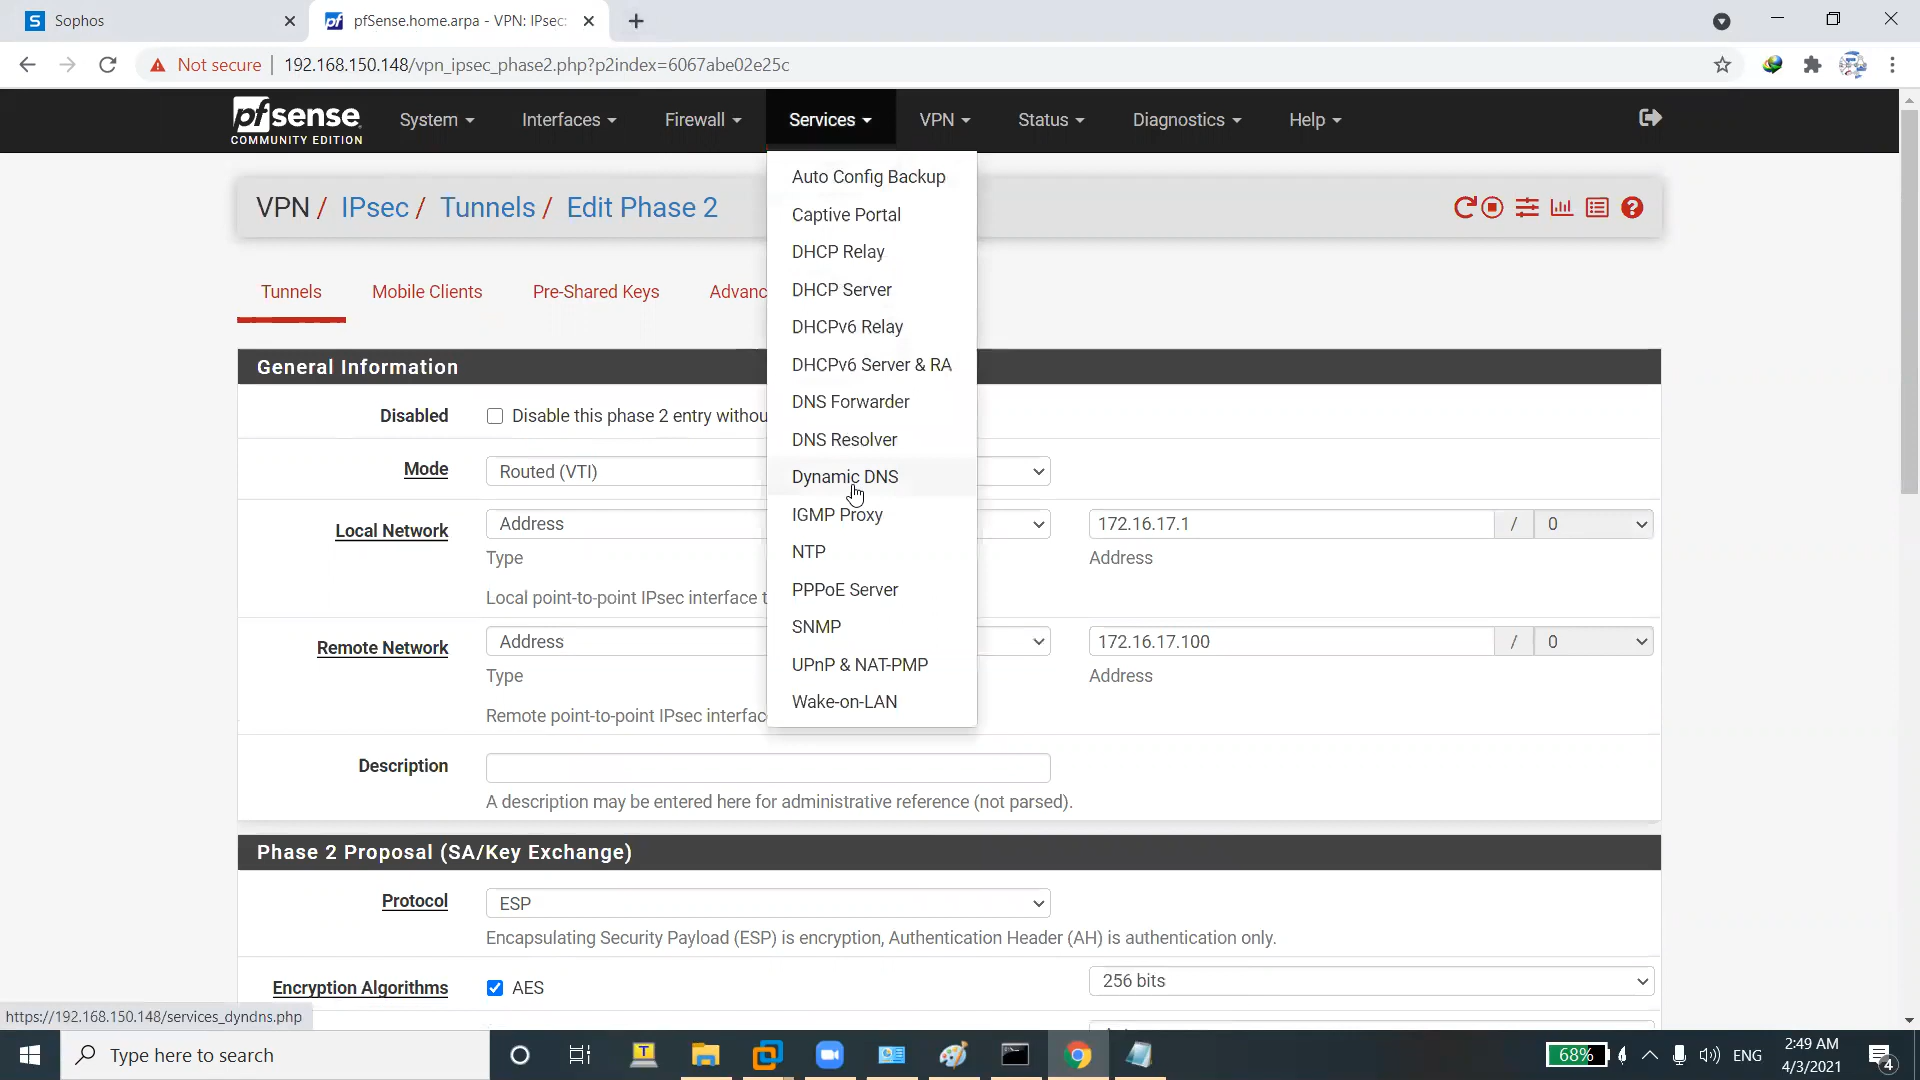 Sophos
pfSense.home.arpa - VPN: IPsec:
Not secure
192.168.150.148/vpn_ipsec_phase2.php?p2index=6067abe02e25c
pfsense
COMMUNITY EDITION
System
Interfaces
Firewall
Services
VPN
Status
Diagnostics
Help
Auto Config Backup
Captive Portal
DHCP Relay
DHCP Server
DHCPv6 Relay
DHCPv6 Server & RA
DNS Forwarder
DNS Resolver
Dynamic DNS
IGMP Proxy
NTP
PPPoE Server
SNMP
UPnP & NAT-PMP
Wake-on-LAN
VPN / IPsec / Tunnels / Edit Phase 2
Tunnels
Mobile Clients
Pre-Shared Keys
Advanc
General Information
Disabled
Disable this phase 2 entry withou
Mode
Routed (VTI)
Local Network
Address
172.16.17.1 / 0
Type
Address
Local point-to-point IPsec interface t
Remote Network
Address
172.16.17.100 / 0
Type
Address
Remote point-to-point IPsec interfac
Description
A description may be entered here for administrative reference (not parsed).
Phase 2 Proposal (SA/Key Exchange)
Protocol
ESP
Encapsulating Security Payload (ESP) is encryption, Authentication Header (AH) is authentication only.
Encryption Algorithms
AES
256 bits
https://192.168.150.148/services_dyndns.php
Type here to search
68%
ENG
2:49 AM
4/3/2021
4